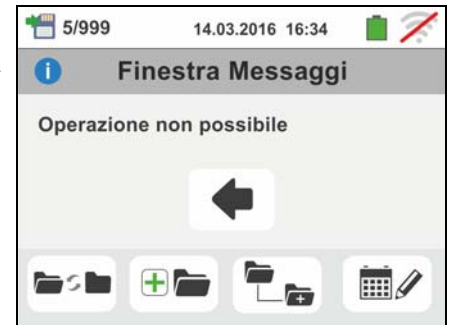 5/999 14.03.2016 16:34
Finestra Messaggi
Operazione non possibile